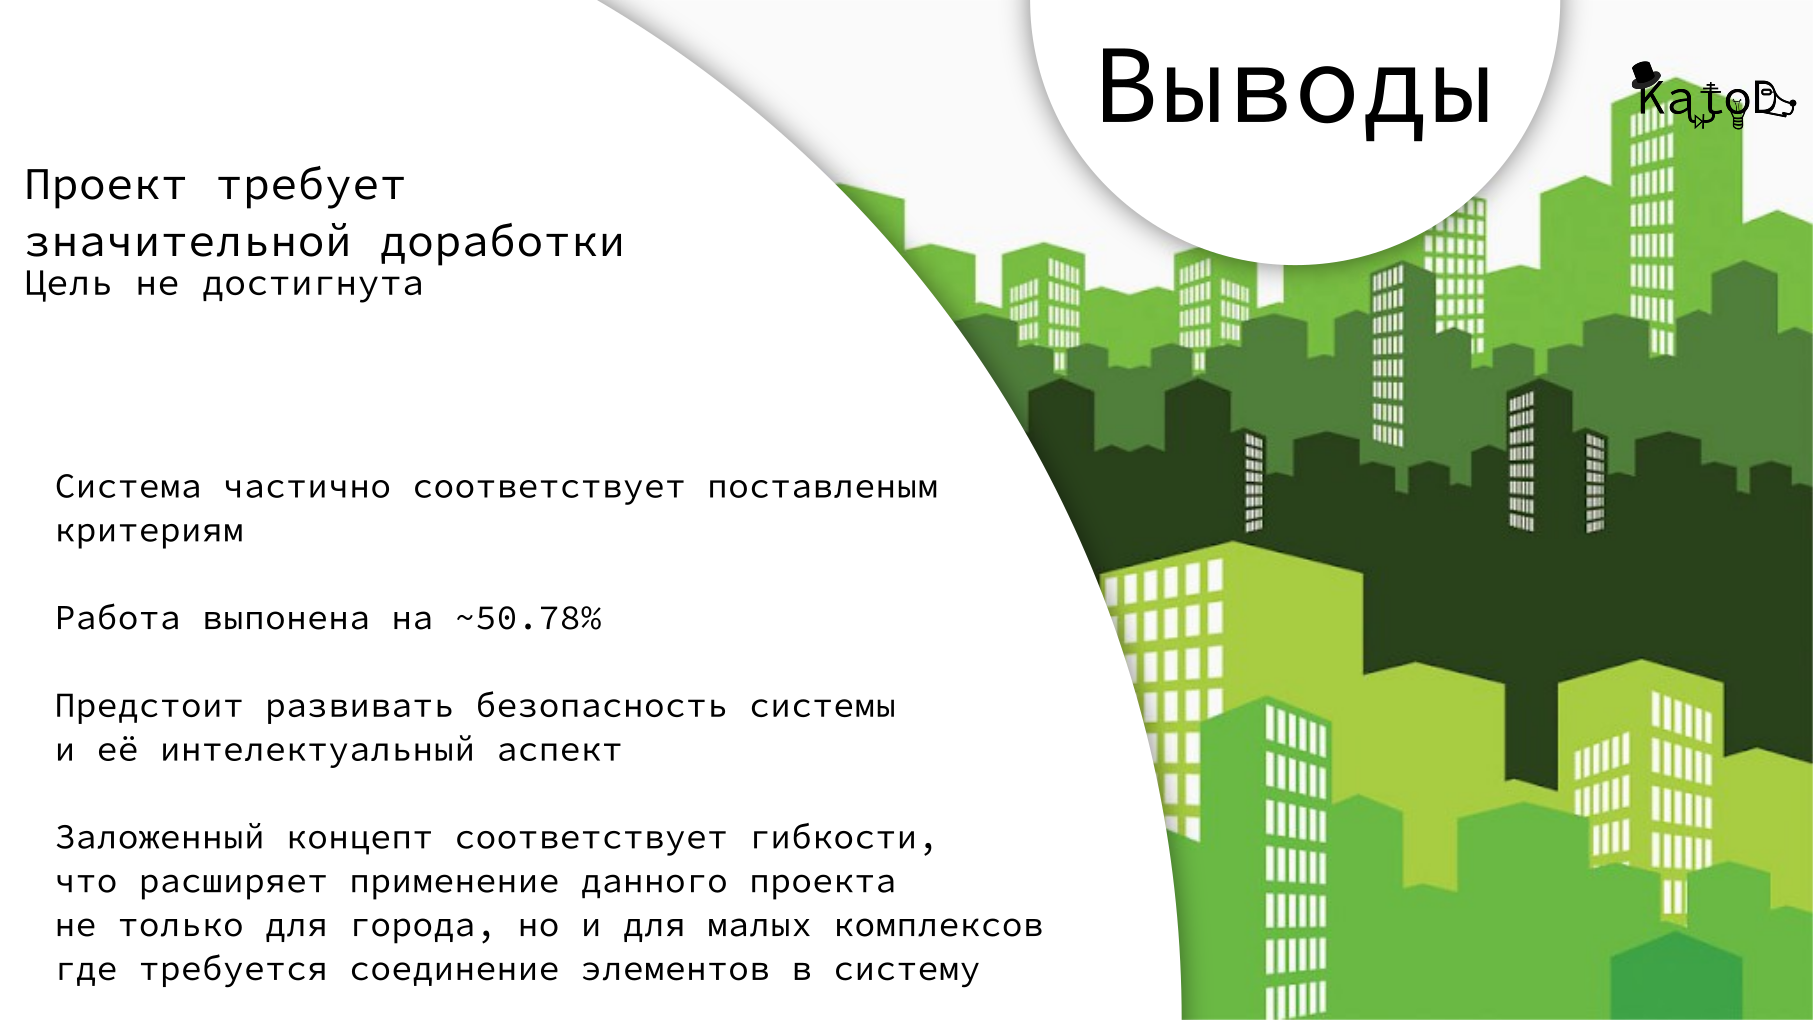 Выводы
KatoD
Проект требует
значительной доработки
Цель не достигнута
Система частично соответствует поставленым
критериям
Работа выпонена на ~50.78%
Предстоит развивать безопасность системы
и её интелектуальный аспект
Заложенный концепт соответствует гибкости,
что расширяет применение данного проекта
не только для города, но и для малых комплексов
где требуется соединение элементов в систему